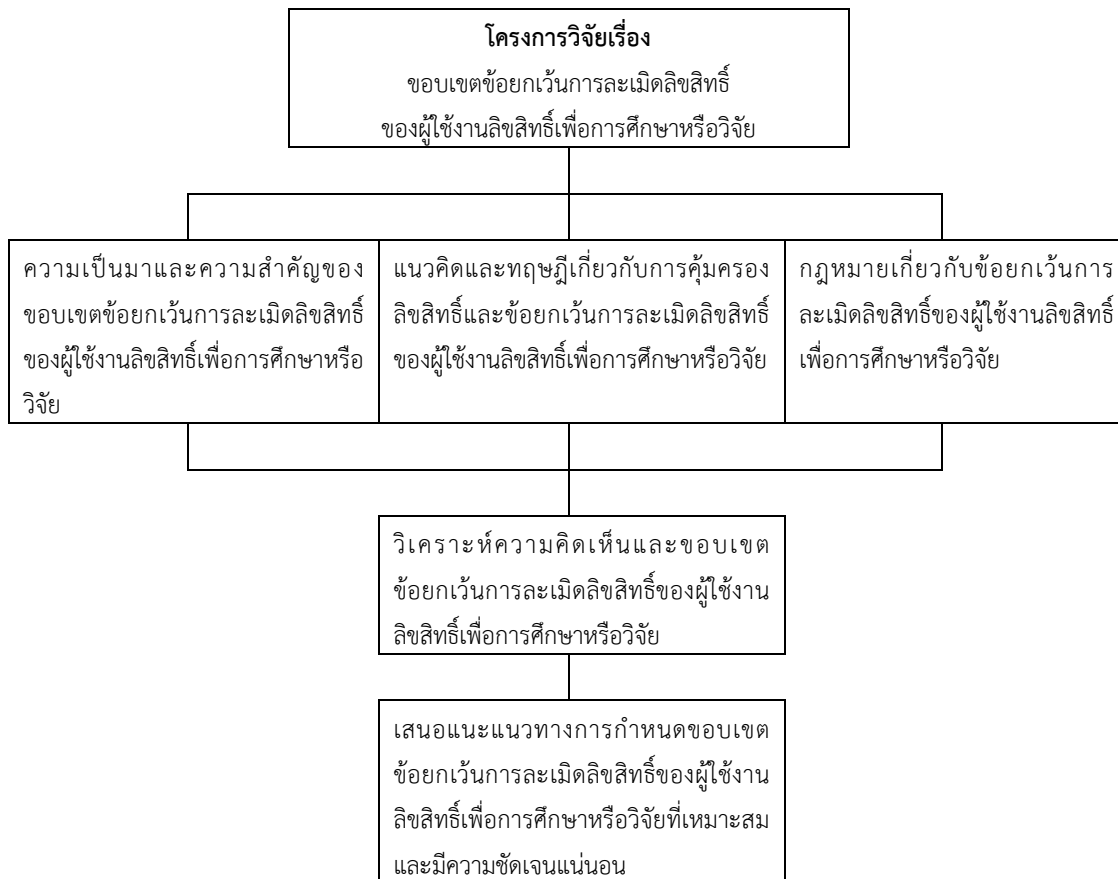 โครงการวิจัยเรื่อง
ขอบเขตข้อยกเว้นการละเมิดลิขสิทธิ์
ของผู้ใช้งานลิขสิทธิ์เพื่อการศึกษาหรือวิจัย
ความเป็นมาและความสำคัญของ
ขอบเขตข้อยกเว้นการละเมิดลิขสิทธิ์
ของผู้ใช้งานลิขสิทธิ์เพื่อการศึกษาหรือ
วิจัย
แนวคิดและทฤษฎีเกี่ยวกับการคุ้มครอง
ลิขสิทธิ์และข้อยกเว้นการละเมิดลิขสิทธิ์
ของผู้ใช้งานลิขสิทธิ์เพื่อการศึกษาหรือวิจัย
กฎหมายเกี่ยวกับข้อยกเว้นการ
ละเมิดลิขสิทธิ์ของผู้ใช้งานลิขสิทธิ์
เพื่อการศึกษาหรือวิจัย
วิเคราะห์ความคิดเห็นและขอบเขต
ข้อยกเว้นการละเมิดลิขสิทธิ์ของผู้ใช้งาน
ลิขสิทธิ์เพื่อการศึกษาหรือวิจัย
เสนอแนะแนวทางการกำหนดขอบเขต
ข้อยกเว้นการละเมิดลิขสิทธิ์ของผู้ใช้งาน
ลิขสิทธิ์เพื่อการศึกษาหรือวิจัยที่เหมาะสม
และมีความชัดเจนแน่นอน